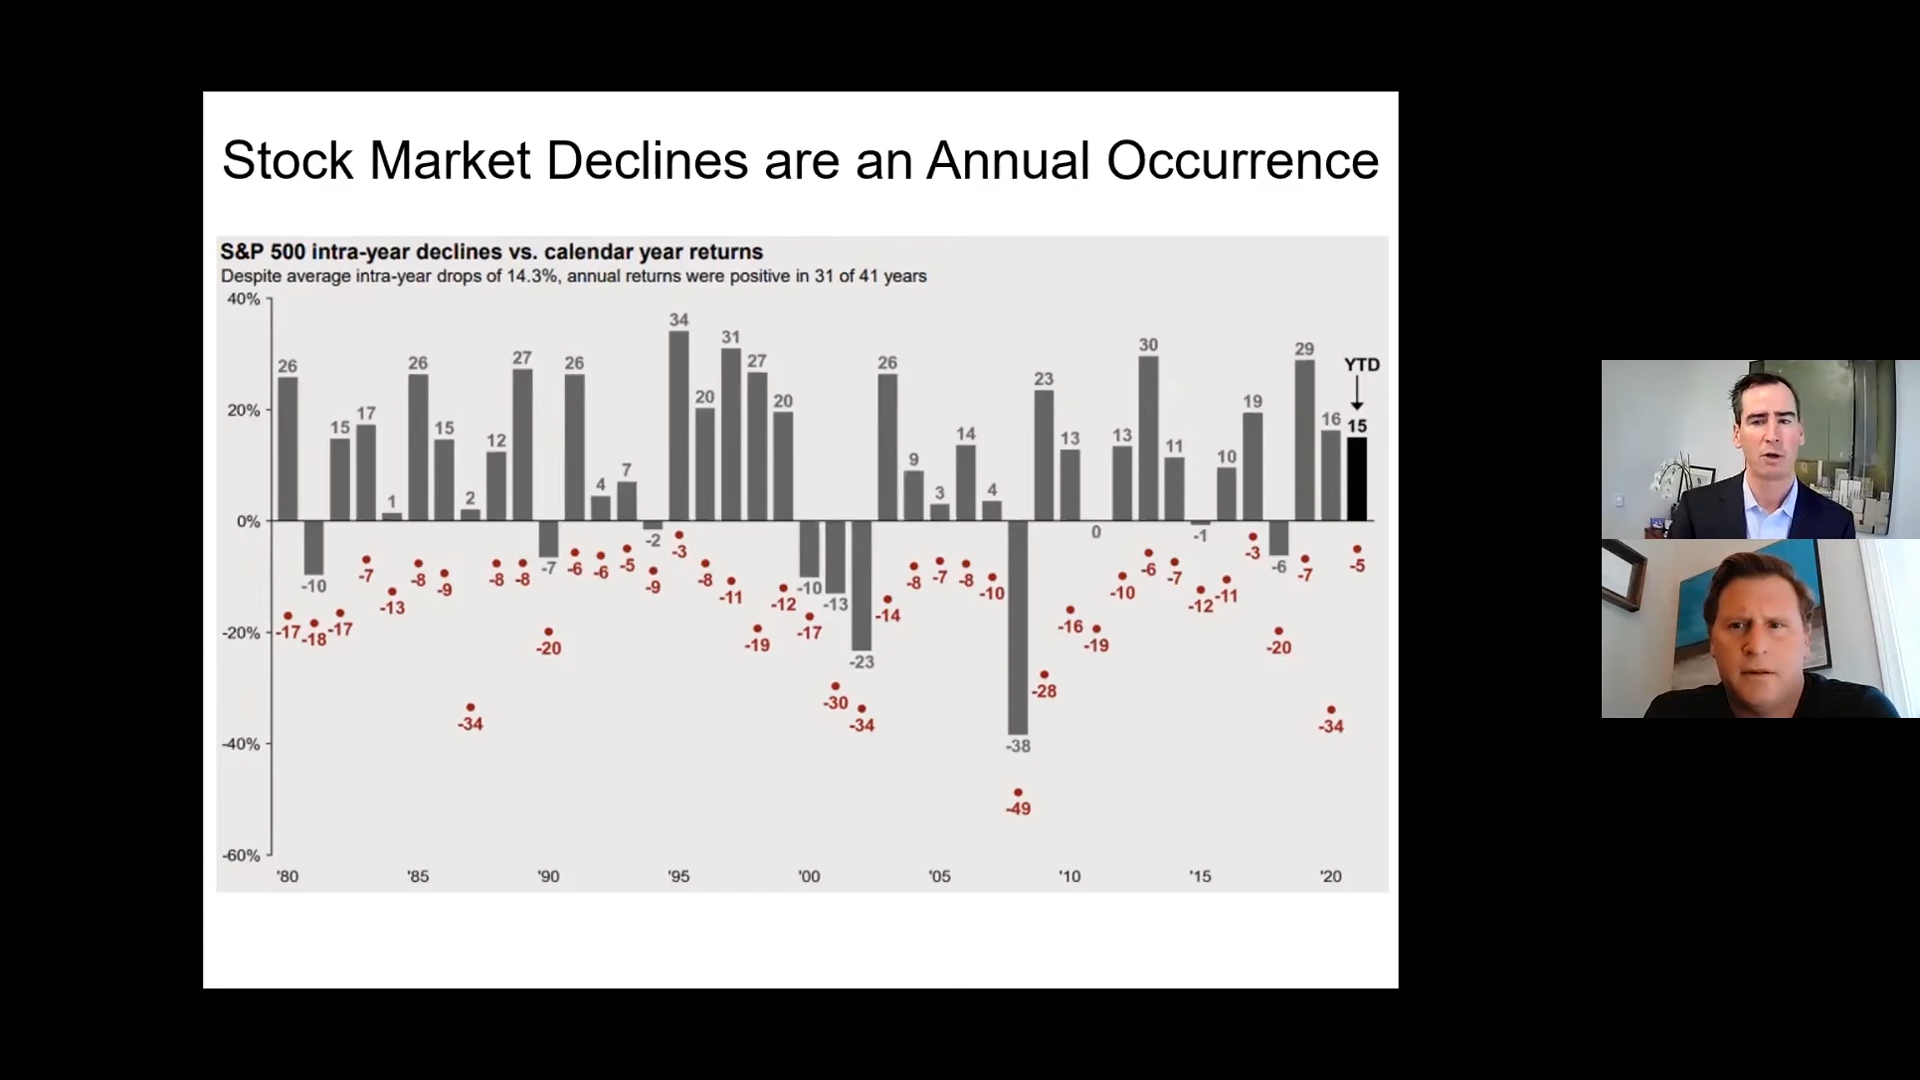 Stock Market Declines are an Annual Occurrence
S&P 500 intra-year declines vs. calendar year returns
Despite average intra-year drops of 14.3%, annual returns were positive in 31 of 41 years
40%
20%
0%
-20%
-40%
-60%
26 -10 15 17 1 26 15 2 12 27 -7 26 4 7 -2 34 20 31 27 20 -10 -13 -23 26 9 3 14 4 -38 23 13 0 13 30 11 -1 10 19 -6 29 16 15
YTD
-17 -18 -17 -7 -13 -8 -9 -34 -8 -8 -20 -6 -6 -5 -9 -3 -8 -11 -19 -12 -17 -30 -34 -14 -8 -7 -8 -10 -49 -28 -16 -19 -10 -6 -7 -12 -11 -3 -20 -7 -34 -5
'80 '85 '90 '95 '00 '05 '10 '15 '20